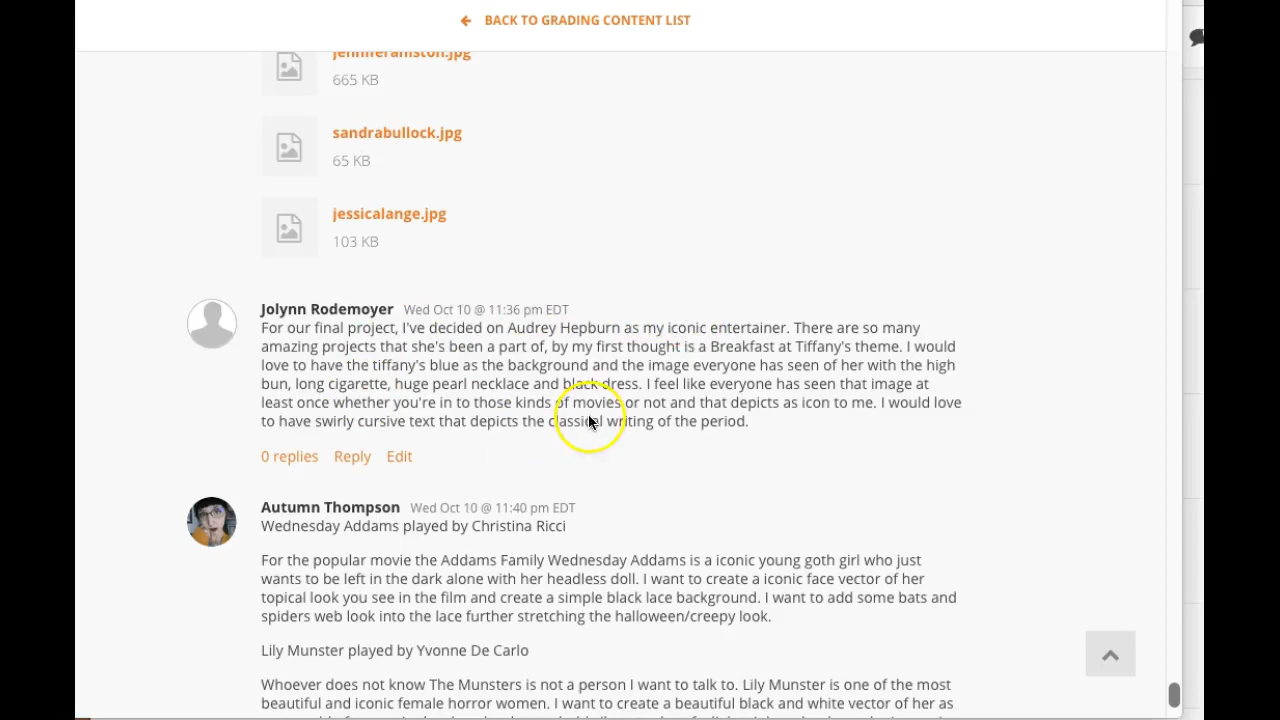 BACK TO GRADING CONTENT LIST
jenniferaniston.jpg
665 KB
sandrabullock.jpg
65 KB
jessicalange.jpg
103 KB
Jolynn Rodemoyer Wed Oct 10 @ 11:36 pm EDT
For our final project, I've decided on Audrey Hepburn as my iconic entertainer. There are so many
amazing projects that she's been a part of, by my first thought is a Breakfast at Tiffany's theme. I would
love to have the tiffany's blue as the background and the image everyone has seen of her with the high
bun, long cigarette, huge pearl necklace and black dress. I feel like everyone has seen that image at
least once whether you're in to those kinds of movies or not and that depicts as icon to me. I would love
to have swirly cursive text that depicts the classical writing of the period.
0 replies Reply Edit
Autumn Thompson Wed Oct 10 @ 11:40 pm EDT
Wednesday Addams played by Christina Ricci
For the popular movie the Addams Family Wednesday Addams is a iconic young goth girl who just
wants to be left in the dark alone with her headless doll. I want to create a iconic face vector of her
topical look you see in the film and create a simple black lace background. I want to add some bats and
spiders web look into the lace further stretching the halloween/creepy look.
Lily Munster played by Yvonne De Carlo
Whoever does not know The Munsters is not a person I want to talk to. Lily Munster is one of the most
beautiful and iconic female horror women. I want to create a beautiful black and white vector of her as